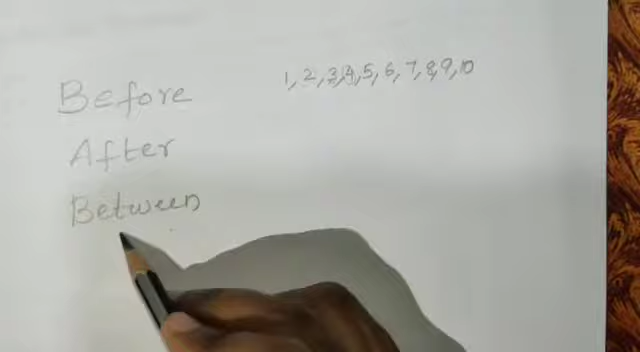 Before
1, 2, 3, 4, 5, 6, 7, 8, 9, 10
After
Between